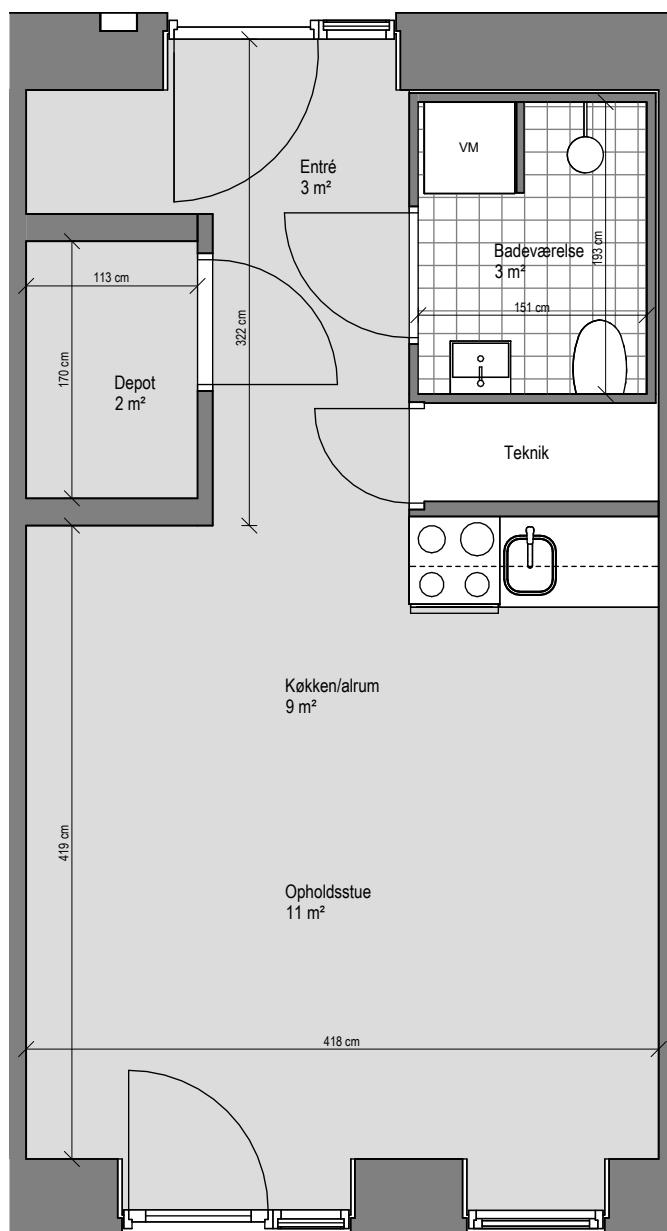 Entré
3 m²
VM
Badeværelse
3 m²
193 cm
151 cm
113 cm
322 cm
170 cm
Depot
2 m²
Teknik
Køkken/alrum
9 m²
419 cm
Opholdsstue
11 m²
418 cm